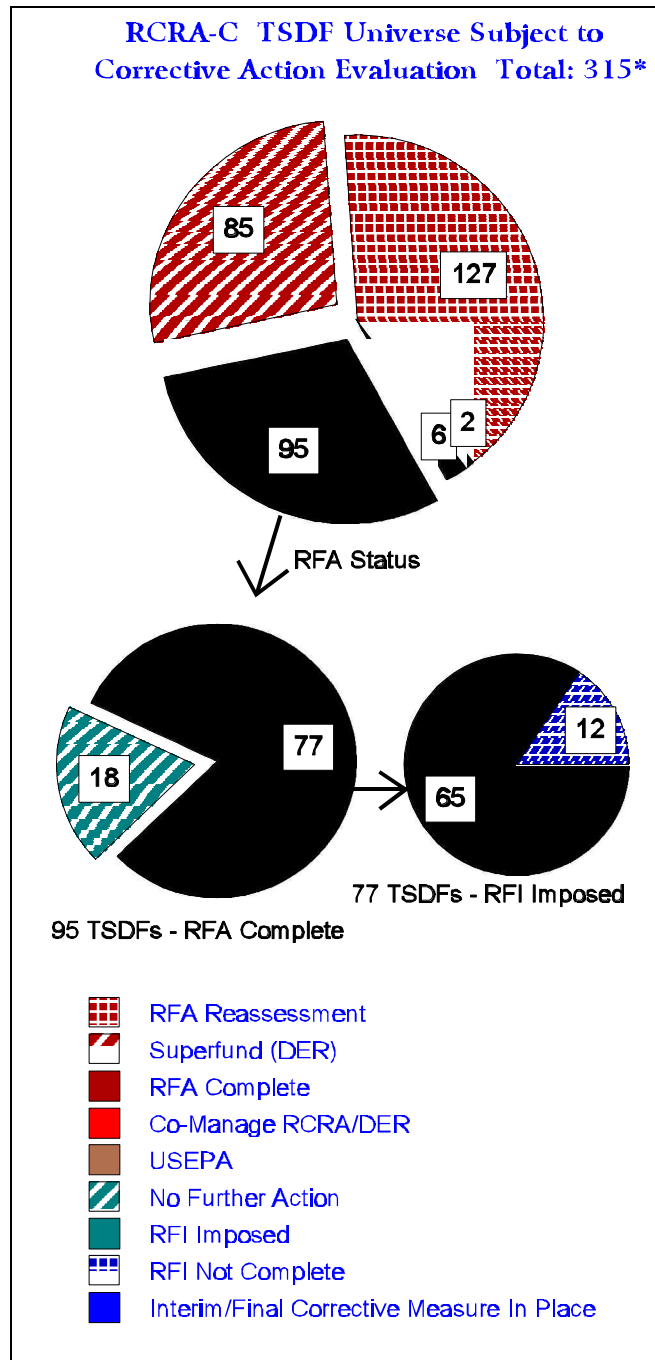 RCRA-C TSDF Universe Subject to
Corrective Action Evaluation Total: 315*
85
127
6
2
95
RFA Status
77
18
12
65
77 TSDFs - RFI Imposed
95 TSDFs - RFA Complete
RFA Reassessment
Superfund (DER)
RFA Complete
Co-Manage RCRA/DER
USEPA
No Further Action
RFI Imposed
RFI Not Complete
Interim/Final Corrective Measure In Place